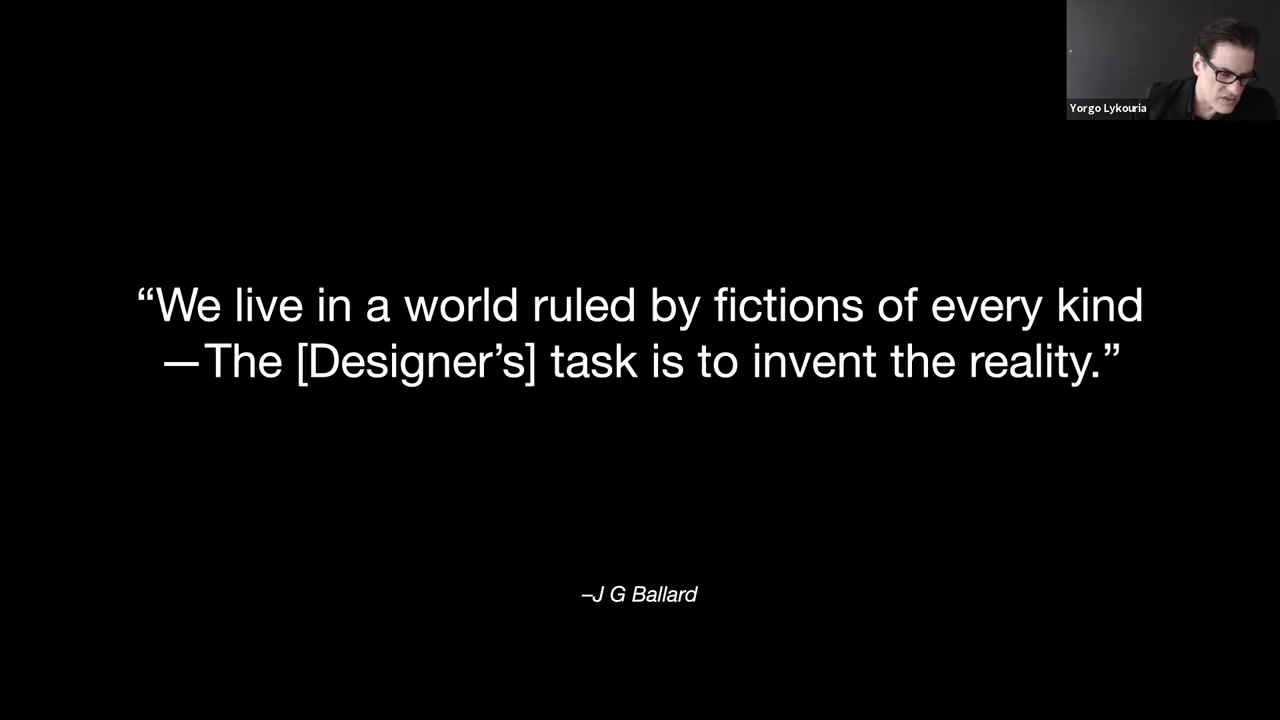 Yorgo Lykouria
“We live in a world ruled by fictions of every kind
—The [Designer’s] task is to invent the reality.”
–J G Ballard